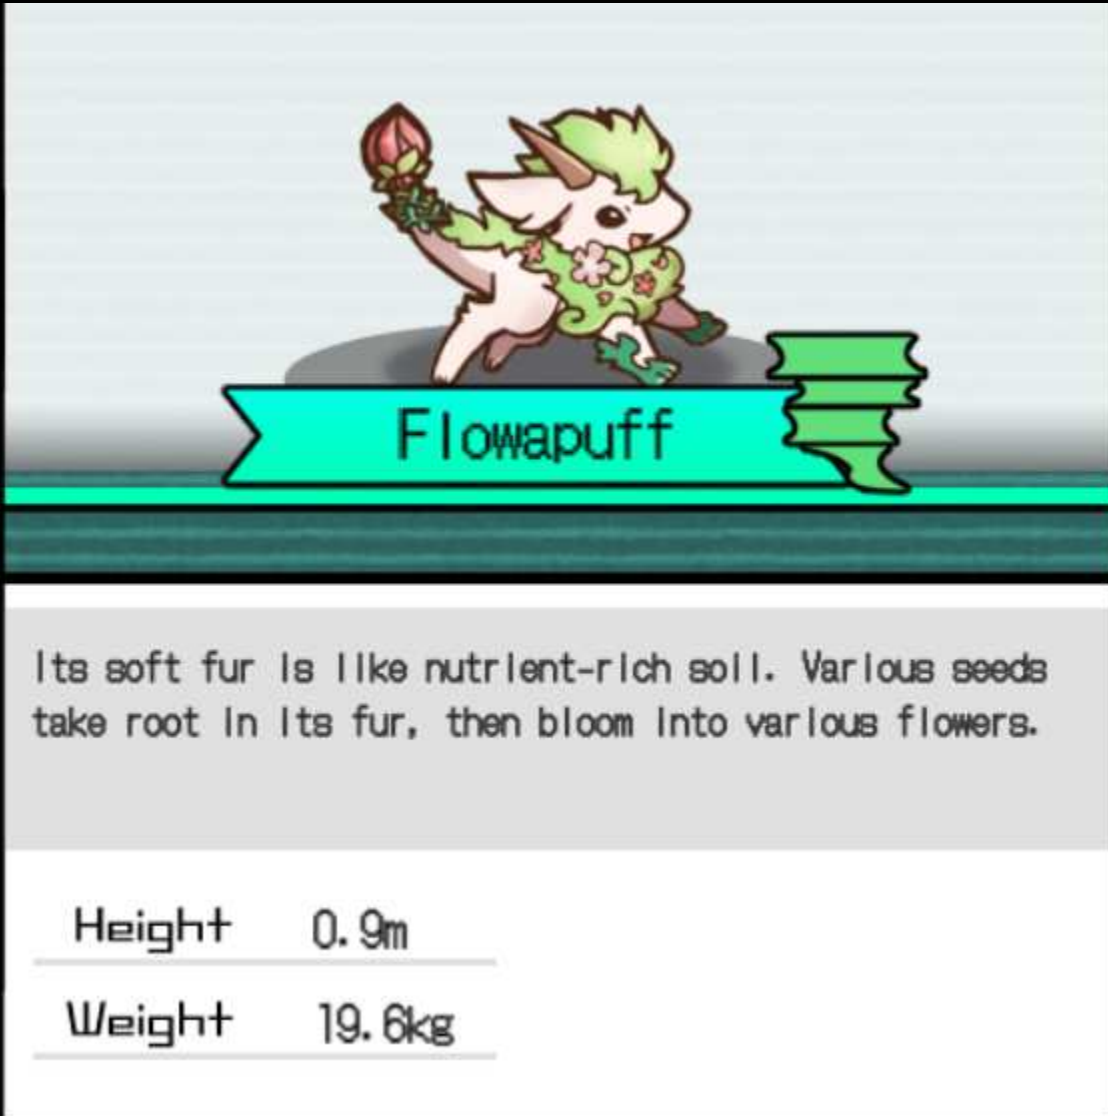 Flowapuff
Its soft fur is like nutrient-rich soil. Various seeds
take root in its fur, then bloom into various flowers.
Height 0.9m
Weight 19.6kg